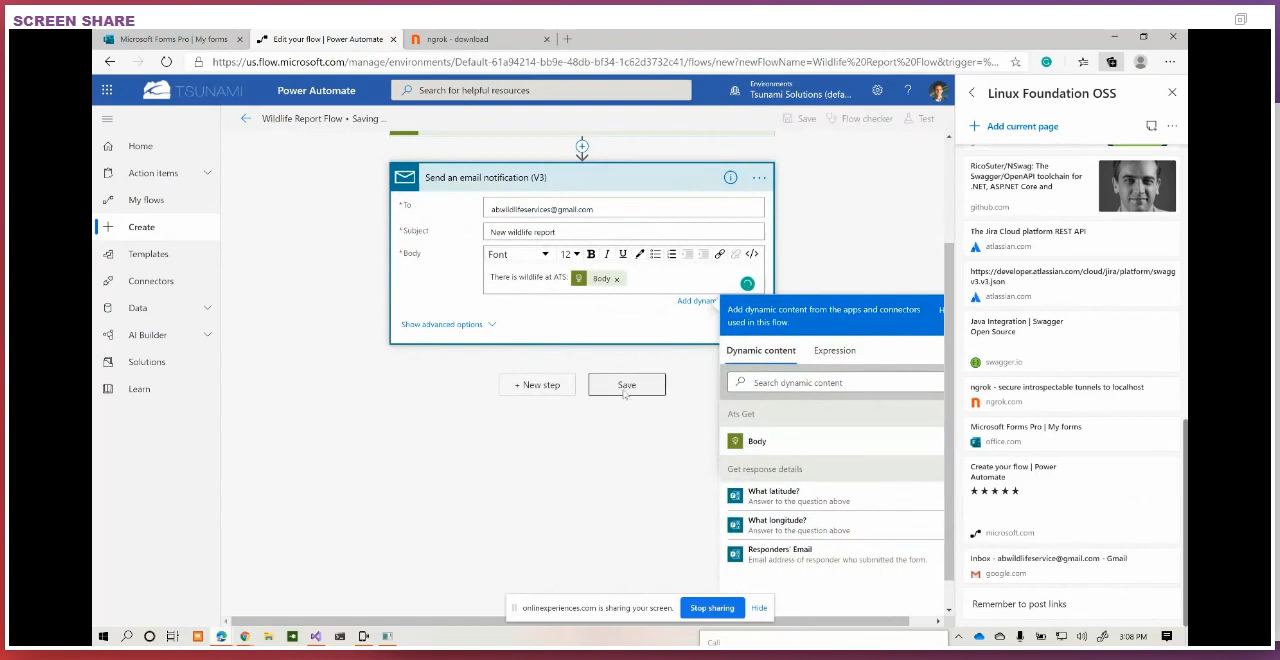 SCREEN SHARE
Microsoft Forms Pro | My forms
Edit your flow | Power Automate
ngrok - download
https://us.flow.microsoft.com/manage/environments/Default-61a94214-bb9e-48db-bf34-1c62d3732c41/flows/new?newFlowName=Wildlife%20Report%20Flow&trigger=%...
TSUNAMI
Power Automate
Search for helpful resources
Environments
Tsunami Solutions (defa...
Wildlife Report Flow • Saving ...
Save
Flow checker
Test
Home
Action items
My flows
Create
Templates
Connectors
Data
AI Builder
Solutions
Learn
Send an email notification (V3)
* To
abwildlifeservices@gmail.com
* Subject
New wildlife report
* Body
Font
12
There is wildlife at ATS:
Body
Add dynam
Show advanced options
+ New step
Save
Add dynamic content from the apps and connectors
used in this flow.
H
Dynamic content
Expression
Search dynamic content
Ats Get
Body
Get response details
What latitude?
Answer to the question above
What longitude?
Answer to the question above
Responders' Email
Email address of responder who submitted the form.
Linux Foundation OSS
Add current page
RicoSuter/NSwag: The
Swagger/OpenAPI toolchain for
.NET, ASP.NET Core and
github.com
The Jira Cloud platform REST API
atlassian.com
https://developer.atlassian.com/cloud/jira/platform/swagg
v3.v3.json
atlassian.com
Java Integration | Swagger
Open Source
swagger.io
ngrok - secure introspectable tunnels to localhost
ngrok.com
Microsoft Forms Pro | My forms
office.com
Create your flow | Power
Automate
★★★★★
microsoft.com
Inbox - abwildlifeservice@gmail.com - Gmail
google.com
Remember to post links
onlinexperiences.com is sharing your screen.
Stop sharing
Hide
Call
3:08 PM